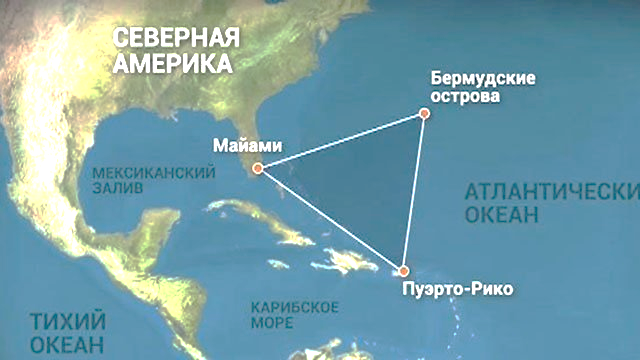 СЕВЕРНАЯ
АМЕРИКА
Бермудские
острова
Майами
МЕКСИКАНСКИЙ
ЗАЛИВ
АТЛАНТИЧЕСКИ
ОКЕАН
Пуэрто-Рико
КАРИБСКОЕ
МОРЕ
ТИХИЙ
ОКЕАН